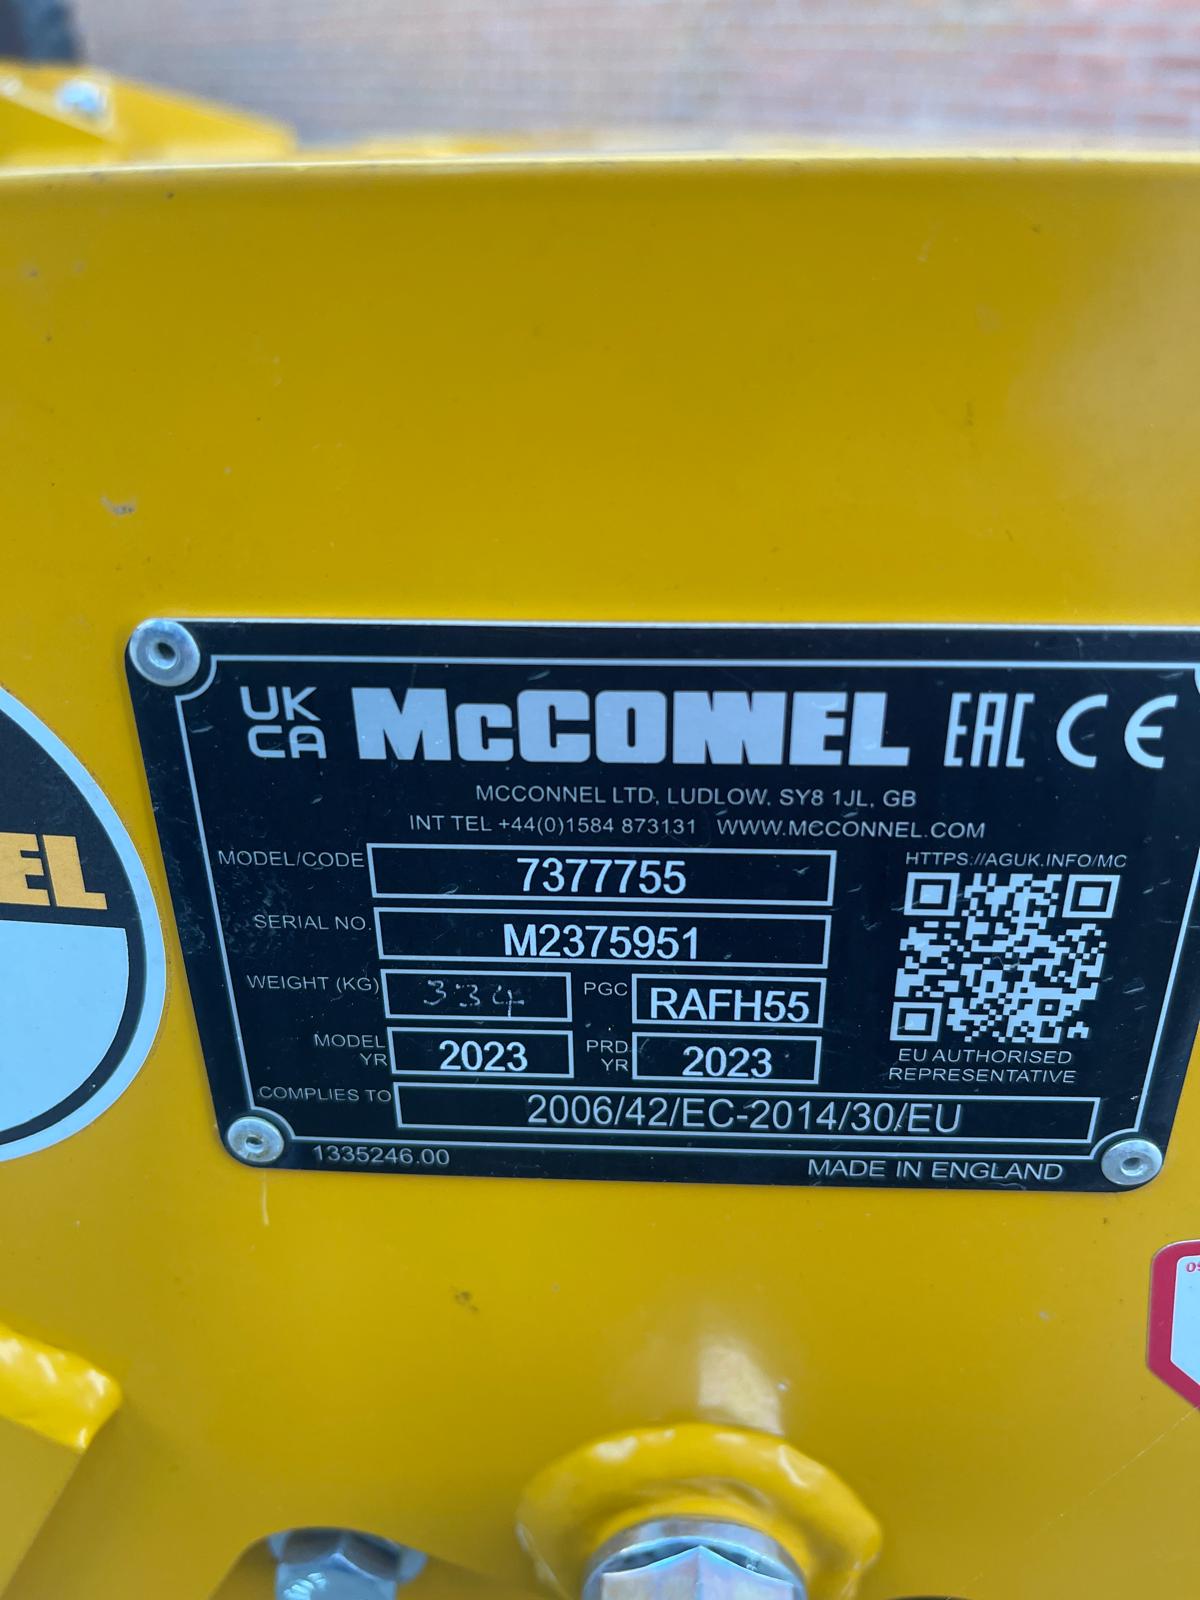 UK
CA
McCONNEL EAC CE
MCCONNEL LTD, LUDLOW, SY8 1JL, GB
INT TEL +44(0)1584 873131 WWW.MCCONNEL.COM
MODEL/CODE 7377755
HTTPS://AGUK.INFO/MC
SERIAL NO. M2375951
WEIGHT (KG) 334 PGC RAFH55
MODEL YR 2023 PRD YR 2023
EU AUTHORISED
REPRESENTATIVE
COMPLIES TO 2006/42/EC-2014/30/EU
1335246.00 MADE IN ENGLAND
EL